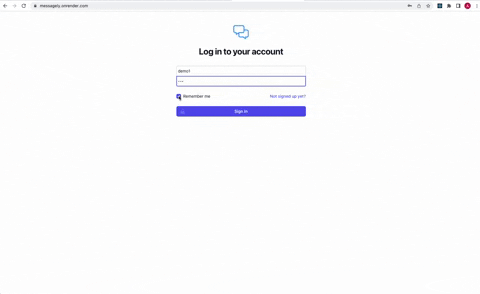 messagely.onrender.com
Log in to your account
demo1
•••
Remember me
Not signed up yet?
Sign in